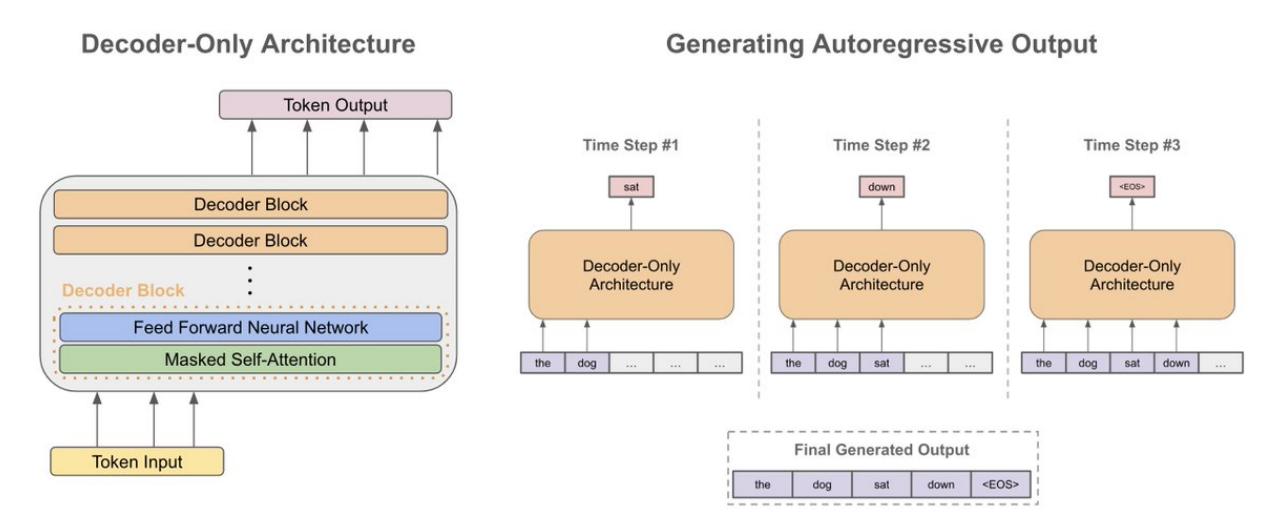 Decoder-Only Architecture
Token Output
Decoder Block
Decoder Block
Decoder Block
Feed Forward Neural Network
Masked Self-Attention
Token Input
Generating Autoregressive Output
Time Step #1
sat
Decoder-Only
Architecture
the dog ... ... ...
Time Step #2
down
Decoder-Only
Architecture
the dog sat ... ...
Time Step #3
<EOS>
Decoder-Only
Architecture
the dog sat down ...
Final Generated Output
the dog sat down <EOS>